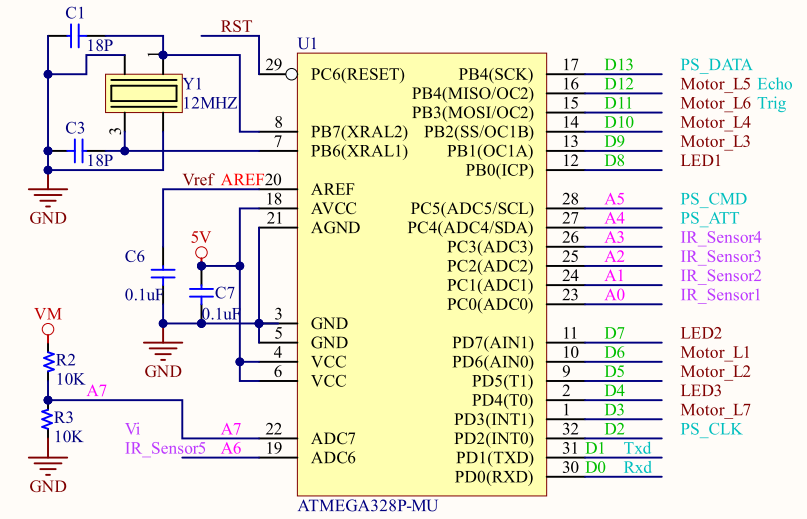 C1
18P
RST
U1
Y1
12MHZ
1
3
C3
18P
GND
29 PC6(RESET)
8 PB7(XRAL2)
7 PB6(XRAL1)
Vref AREF 20 AREF
18 AVCC
21 AGND
5V
C6
0.1uF
C7
0.1uF
GND
3 GND
5 GND
4 VCC
6 VCC
VM
R2
10K
A7
R3
10K
GND
Vi A7 22 ADC7
IR_Sensor5 A6 19 ADC6
PB4(SCK) 17 D13 PS_DATA
PB4(MISO/OC2) 16 D12 Motor_L5 Echo
PB3(MOSI/OC2) 15 D11 Motor_L6 Trig
PB2(SS/OC1B) 14 D10 Motor_L4
PB1(OC1A) 13 D9 Motor_L3
PB0(ICP) 12 D8 LED1
PC5(ADC5/SCL) 28 A5 PS_CMD
PC4(ADC4/SDA) 27 A4 PS_ATT
PC3(ADC3) 26 A3 IR_Sensor4
PC2(ADC2) 25 A2 IR_Sensor3
PC1(ADC1) 24 A1 IR_Sensor2
PC0(ADC0) 23 A0 IR_Sensor1
PD7(AIN1) 11 D7 LED2
PD6(AIN0) 10 D6 Motor_L1
PD5(T1) 9 D5 Motor_L2
PD4(T0) 2 D4 LED3
PD3(INT1) 1 D3 Motor_L7
PD2(INT0) 32 D2 PS_CLK
PD1(TXD) 31 D1 Txd
PD0(RXD) 30 D0 Rxd
ATMEGA328P-MU